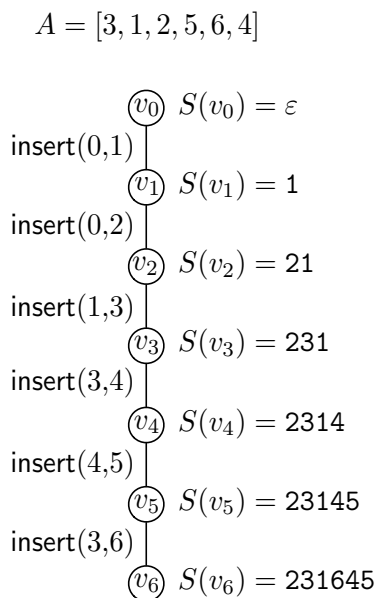 A = [3, 1, 2, 5, 6, 4]
v₀ S(v₀) = ε
insert(0,1)
v₁ S(v₁) = 1
insert(0,2)
v₂ S(v₂) = 21
insert(1,3)
v₃ S(v₃) = 231
insert(3,4)
v₄ S(v₄) = 2314
insert(4,5)
v₅ S(v₅) = 23145
insert(3,6)
v₆ S(v₆) = 231645